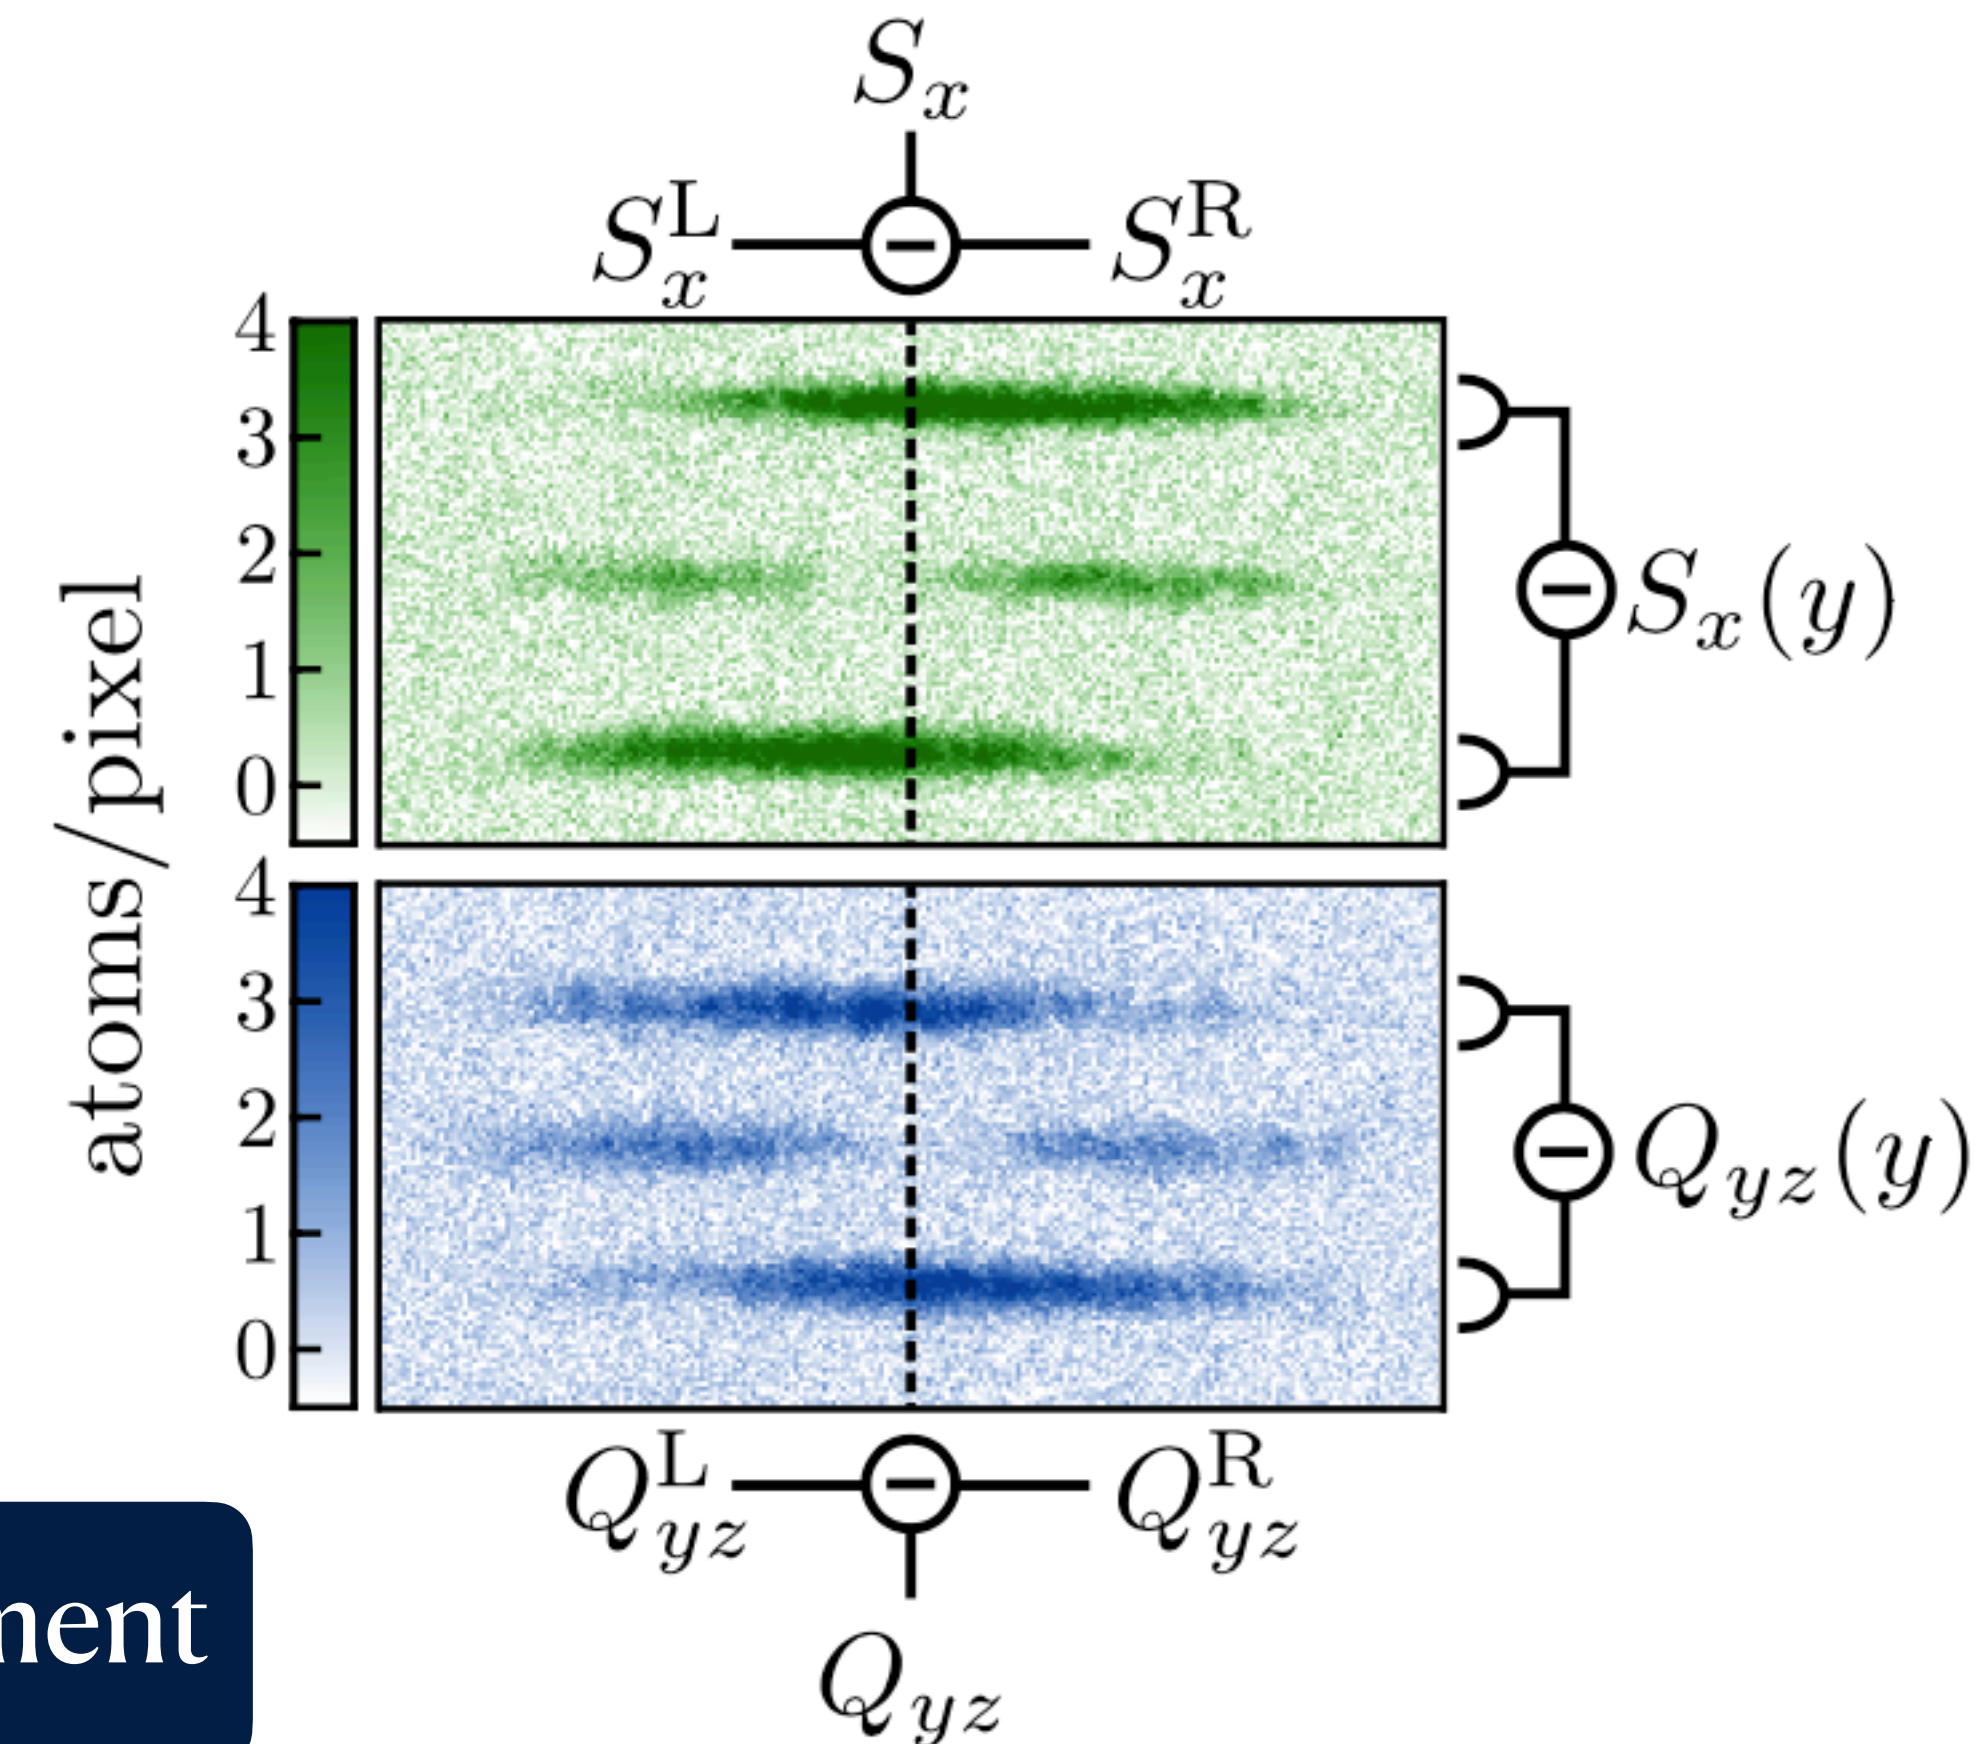 S_x
S_x^L − S_x^R
4
3
2
1
0
− S_x(y)
atoms/pixel
4
3
2
1
0
− Q_yz(y)
Q_yz^L − Q_yz^R
Q_yz
nent